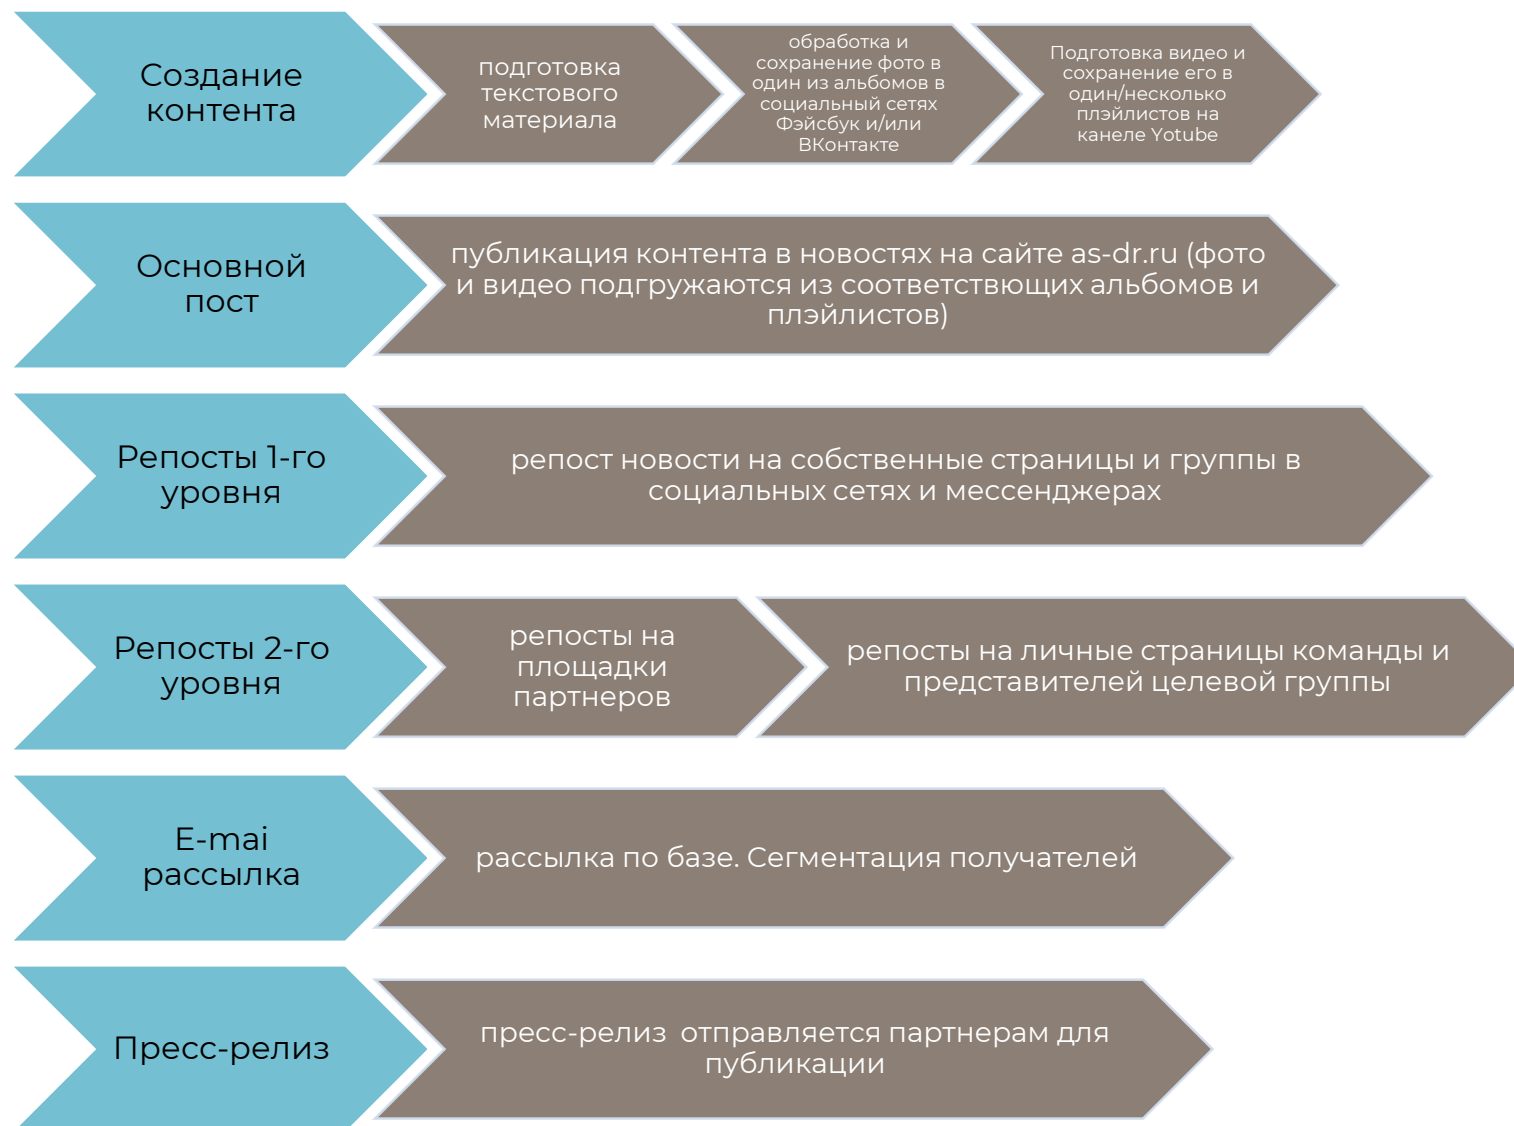 Создание
контента
подготовка
текстового
материала
обработка и
сохранение фото в
один из альбомов в
социальный сетях
Фэйсбук и/или
ВКонтакте
Подготовка видео и
сохранение его в
один/несколько
плэйлистов на
канеле Yotube
Основной
пост
публикация контента в новостях на сайте as-dr.ru (фото
и видео подгружаются из соответствющих альбомов и
плэйлистов)
Репосты 1-го
уровня
репост новости на собственные страницы и группы в
социальных сетях и мессенджерах
Репосты 2-го
уровня
репосты на
площадки
партнеров
репосты на личные страницы команды и
представителей целевой группы
E-mai
рассылка
рассылка по базе. Сегментация получателей
Пресс-релиз
пресс-релиз  отправляется партнерам для
публикации